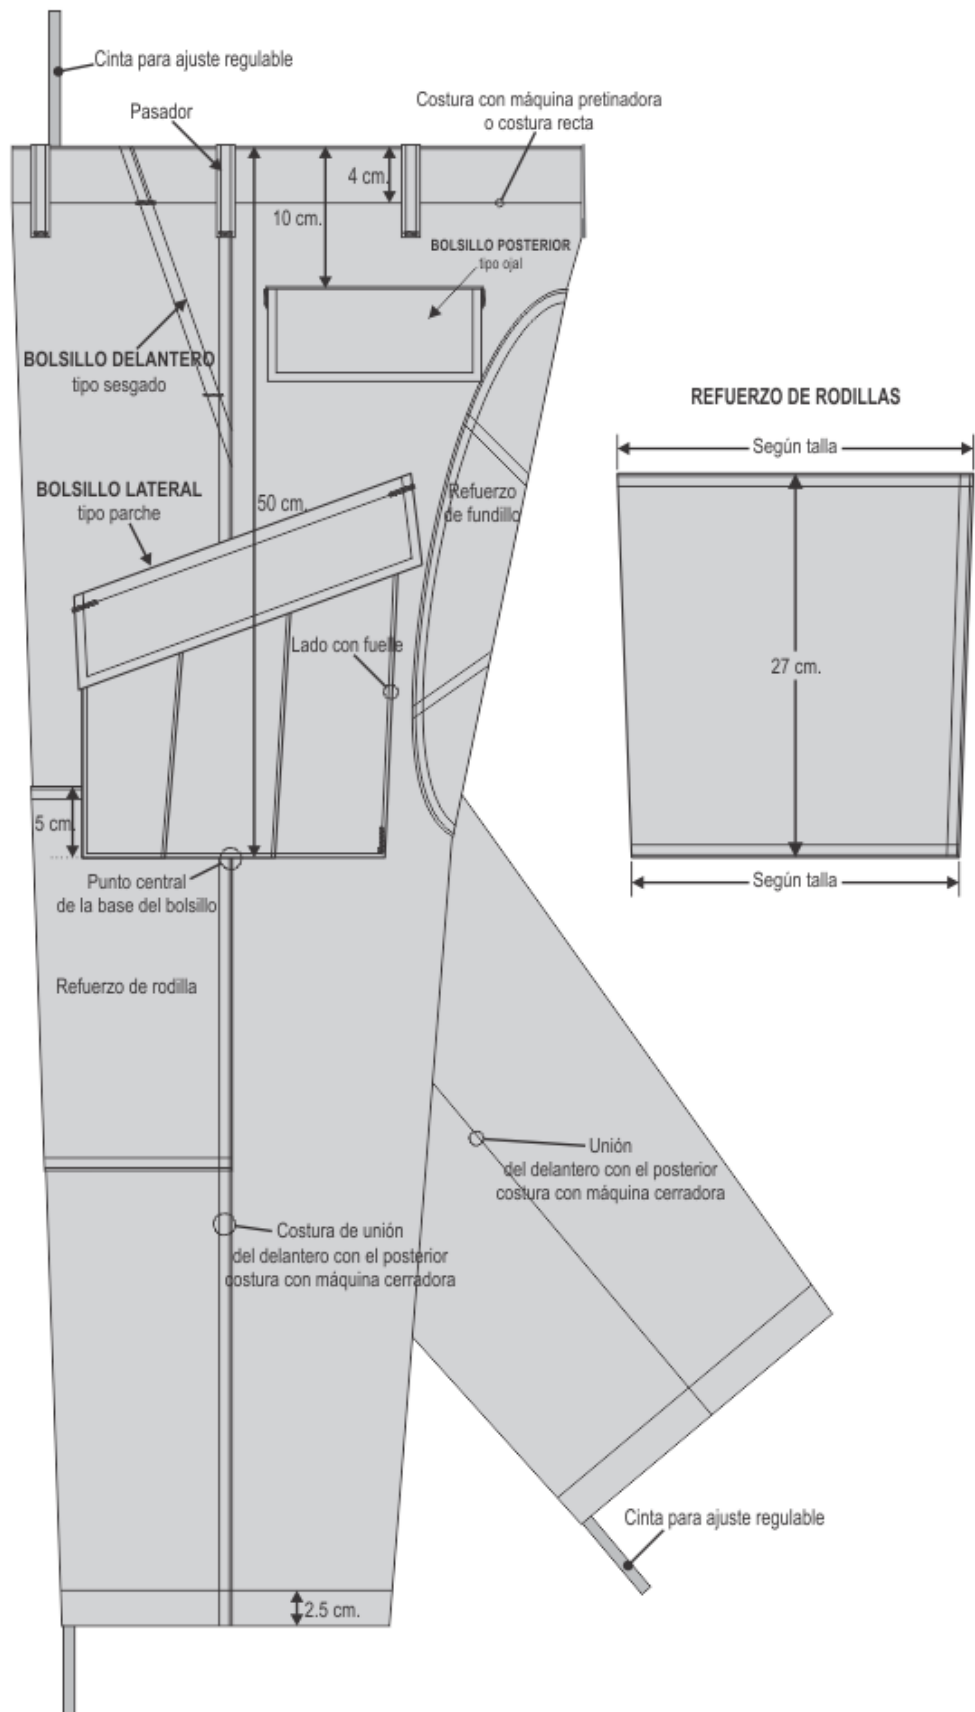 Cinta para ajuste regulable
Pasador
Costura con máquina pretinadora
o costura recta
4 cm.
10 cm.
BOLSILLO POSTERIOR
tipo ojal
BOLSILLO DELANTERO
tipo sesgado
REFUERZO DE RODILLAS
Según talla
BOLSILLO LATERAL
tipo parche
50 cm.
Refuerzo
de fundillo
Lado con fuelle
27 cm.
5 cm.
Punto central
de la base del bolsillo
Según talla
Refuerzo de rodilla
Unión
del delantero con el posterior
costura con máquina cerradora
Costura de unión
del delantero con el posterior
costura con máquina cerradora
Cinta para ajuste regulable
2.5 cm.